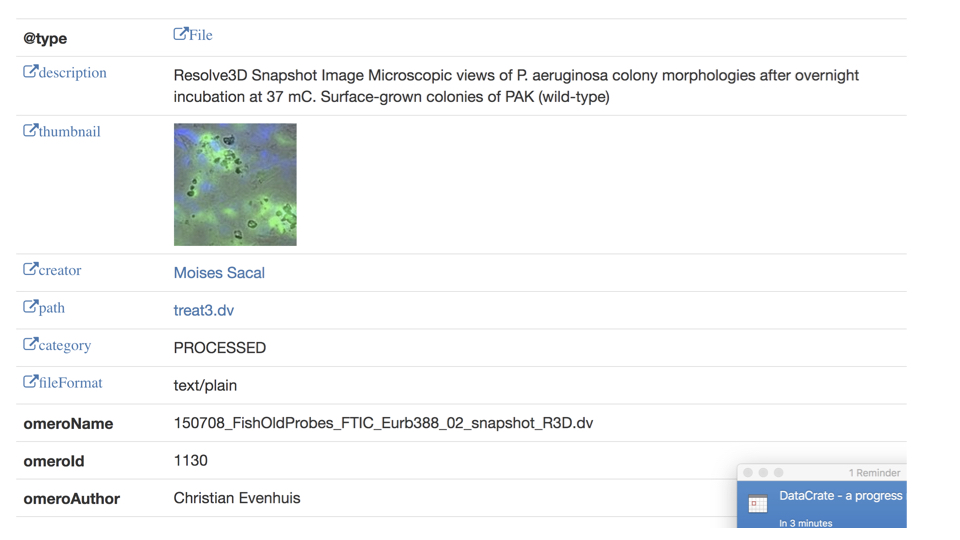 @type File
description Resolve3D Snapshot Image Microscopic views of P. aeruginosa colony morphologies after overnight
incubation at 37 mC. Surface-grown colonies of PAK (wild-type)
thumbnail
creator Moises Sacal
path treat3.dv
category PROCESSED
fileFormat text/plain
omeroName 150708_FishOldProbes_FTIC_Eurb388_02_snapshot_R3D.dv
omeroId 1130
omeroAuthor Christian Evenhuis
1 Reminder
DataCrate - a progress
In 3 minutes